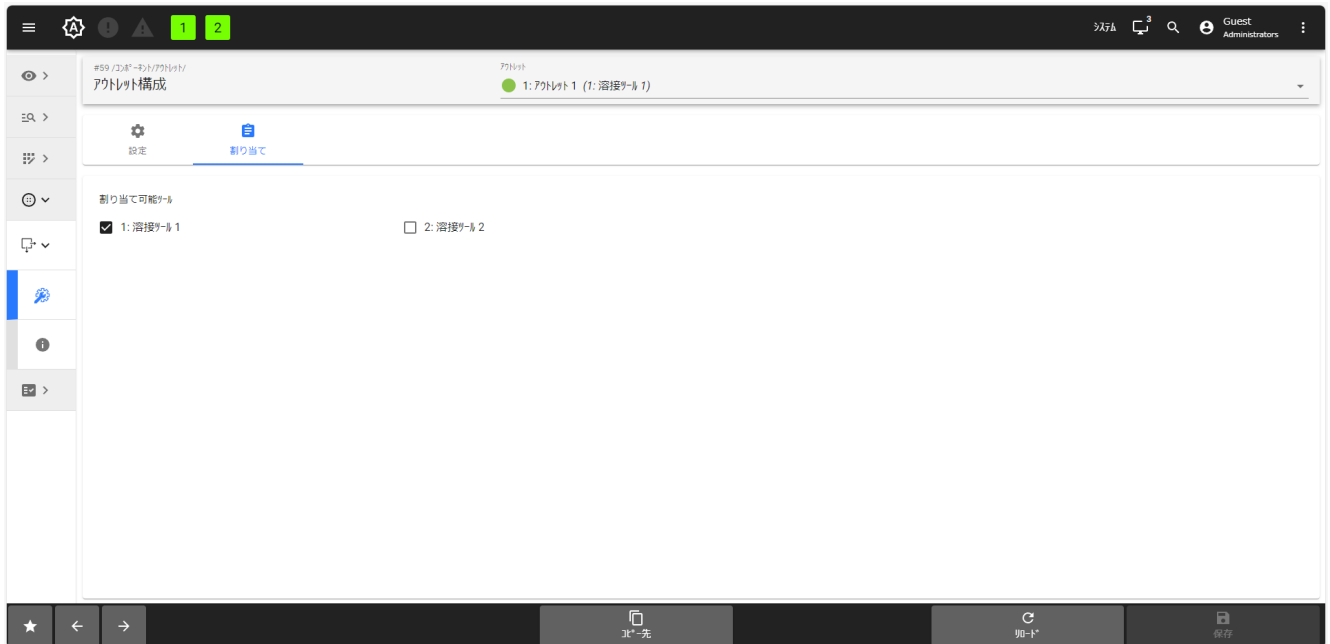 1 2 ｼｽﾃﾑ 3 Guest
Administrators
#59 /ｺﾝﾎﾟｰﾈﾝﾄ/ｱｳﾄﾚｯﾄ/
ｱｳﾄﾚｯﾄ構成
ｱｳﾄﾚｯﾄ
1: ｱｳﾄﾚｯﾄ 1 (1: 溶接ﾂｰﾙ 1)
設定
割り当て
割り当て可能ﾂｰﾙ
1: 溶接ﾂｰﾙ 1
2: 溶接ﾂｰﾙ 2
ｺﾋﾟｰ先
ﾘﾛｰﾄﾞ
保存